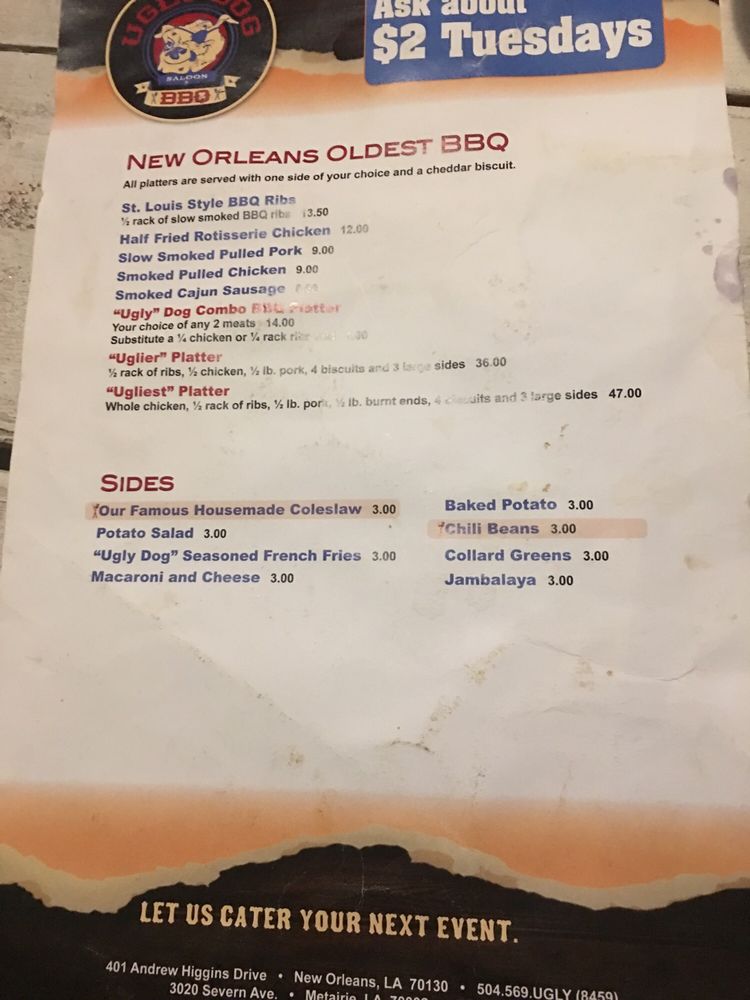 UGLY DOG
SALOON
BBQ
Ask about
$2 Tuesdays
NEW ORLEANS OLDEST BBQ
All platters are served with one side of your choice and a cheddar biscuit.
St. Louis Style BBQ Ribs
½ rack of slow smoked BBQ ribs 13.50
Half Fried Rotisserie Chicken 12.00
Slow Smoked Pulled Pork 9.00
Smoked Pulled Chicken 9.00
Smoked Cajun Sausage
"Ugly" Dog Combo BBQ Platter
Your choice of any 2 meats 14.00
Substitute a ¼ chicken or ¼ rack
"Uglier" Platter
½ rack of ribs, ½ chicken, ½ lb. pork, 4 biscuits and 3 large sides 36.00
"Ugliest" Platter
Whole chicken, ½ rack of ribs, ½ lb. pork, ½ lb. burnt ends, 4 biscuits and 3 large sides 47.00
SIDES
Our Famous Housemade Coleslaw 3.00
Potato Salad 3.00
"Ugly Dog" Seasoned French Fries 3.00
Macaroni and Cheese 3.00
Baked Potato 3.00
Chili Beans 3.00
Collard Greens 3.00
Jambalaya 3.00
LET US CATER YOUR NEXT EVENT.
401 Andrew Higgins Drive • New Orleans, LA 70130 • 504.569.UGLY (8459)
3020 Severn Ave. • Metairie, LA